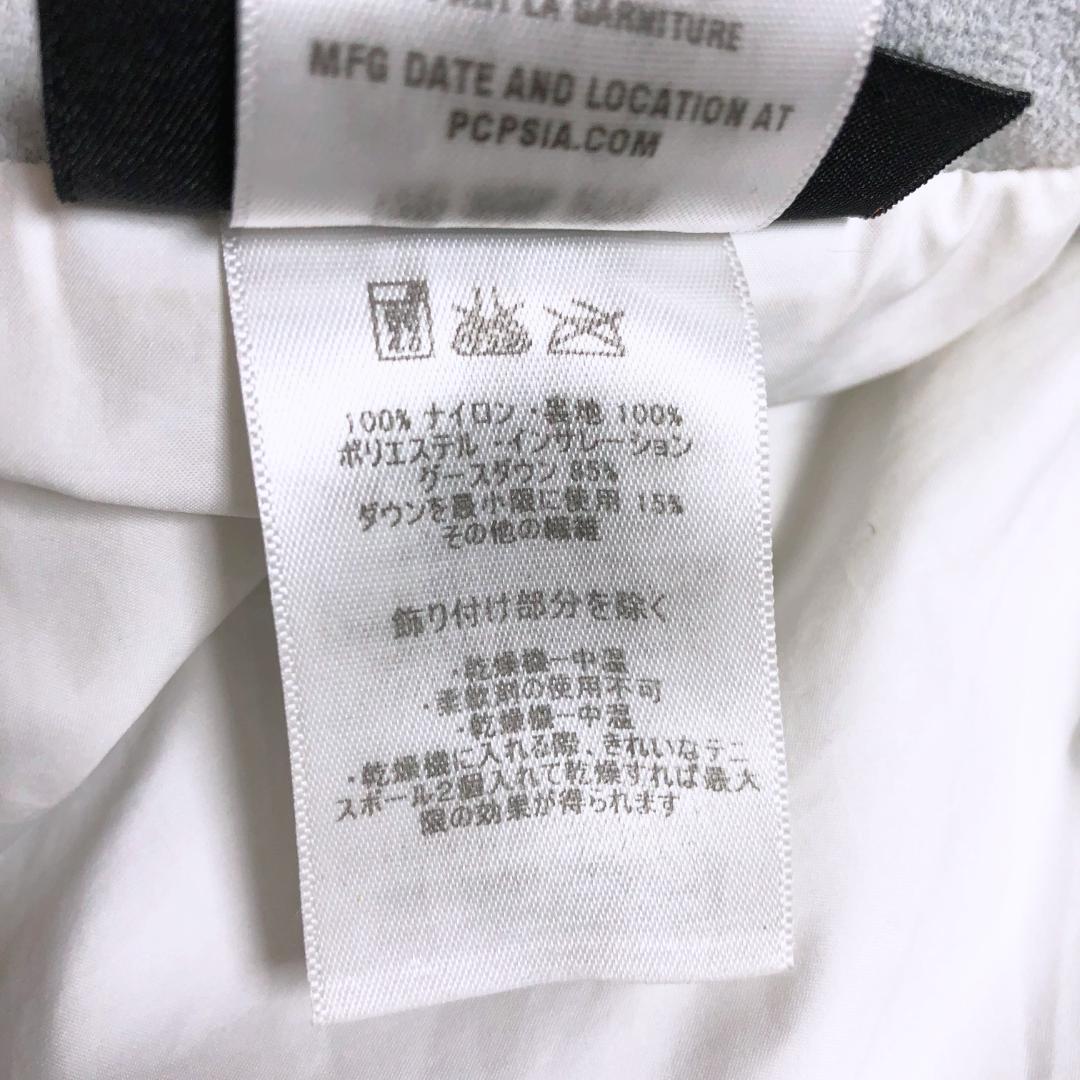 LA GARNITURE
MFG DATE AND LOCATION AT
PCPSIA.COM
100% ナイロン・裏地 100%
ポリエステル ・インサレーション
グースダウン 85%
ダウンを最小限に使用 15%
その他の繊維
飾り付け部分を除く
・乾燥機ー中温
・柔軟剤の使用不可
・乾燥機ー中温
・乾燥機に入れる際、きれいなテニ
スボール2個入れて乾燥すれば最大
限の効果が得られます